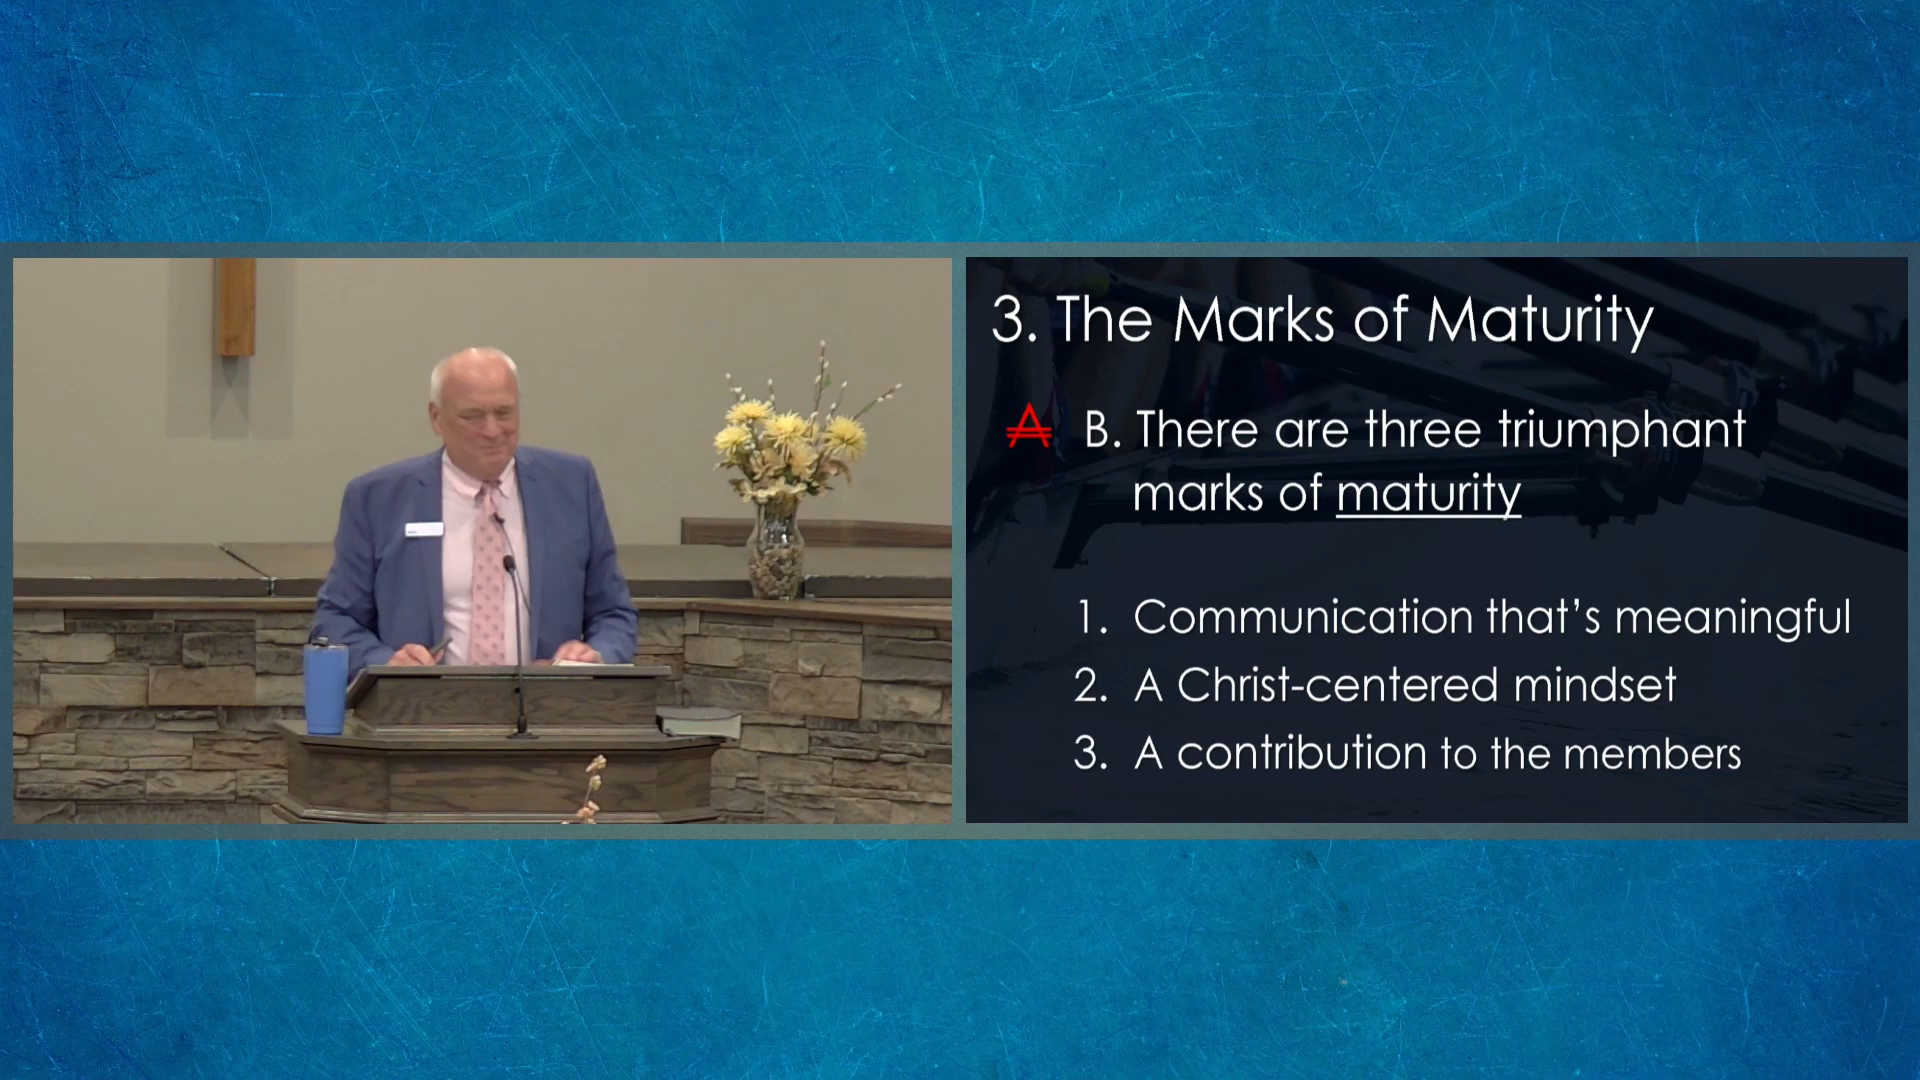 3. The Marks of Maturity
A B. There are three triumphant
marks of maturity
1. Communication that's meaningful
2. A Christ-centered mindset
3. A contribution to the members